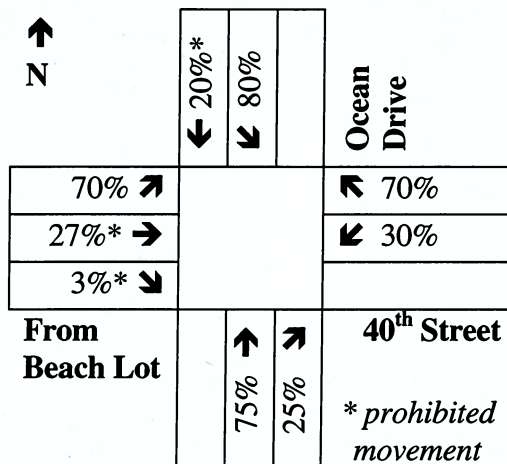 N
20%*
80%
Ocean
Drive
70%
70%
27%*
30%
3%*
From
Beach Lot
75%
25%
40th Street
* prohibited
movement